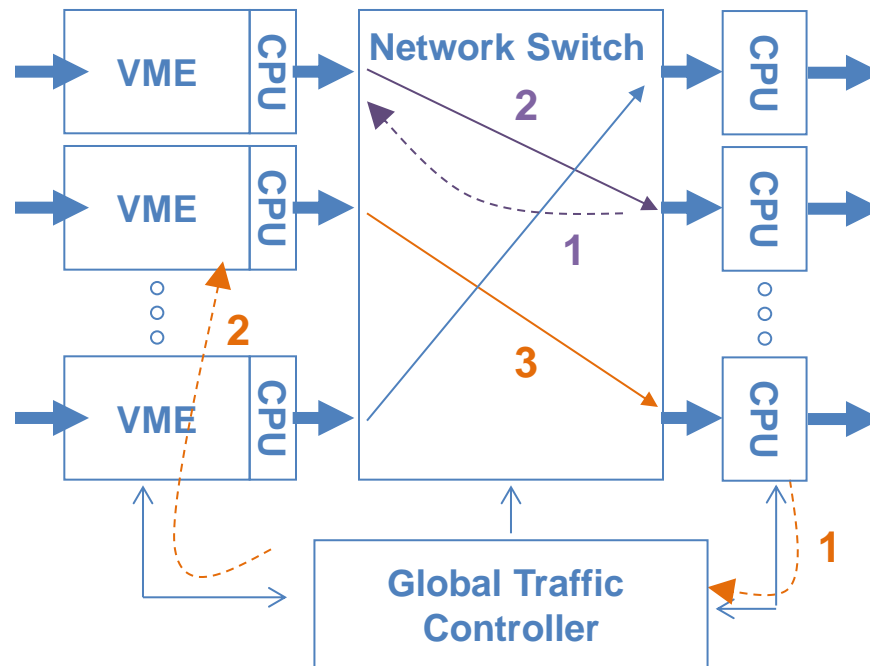 VME
CPU
Network Switch
CPU
2
VME
CPU
1
CPU
2
3
VME
CPU
CPU
1
Global Traffic
Controller